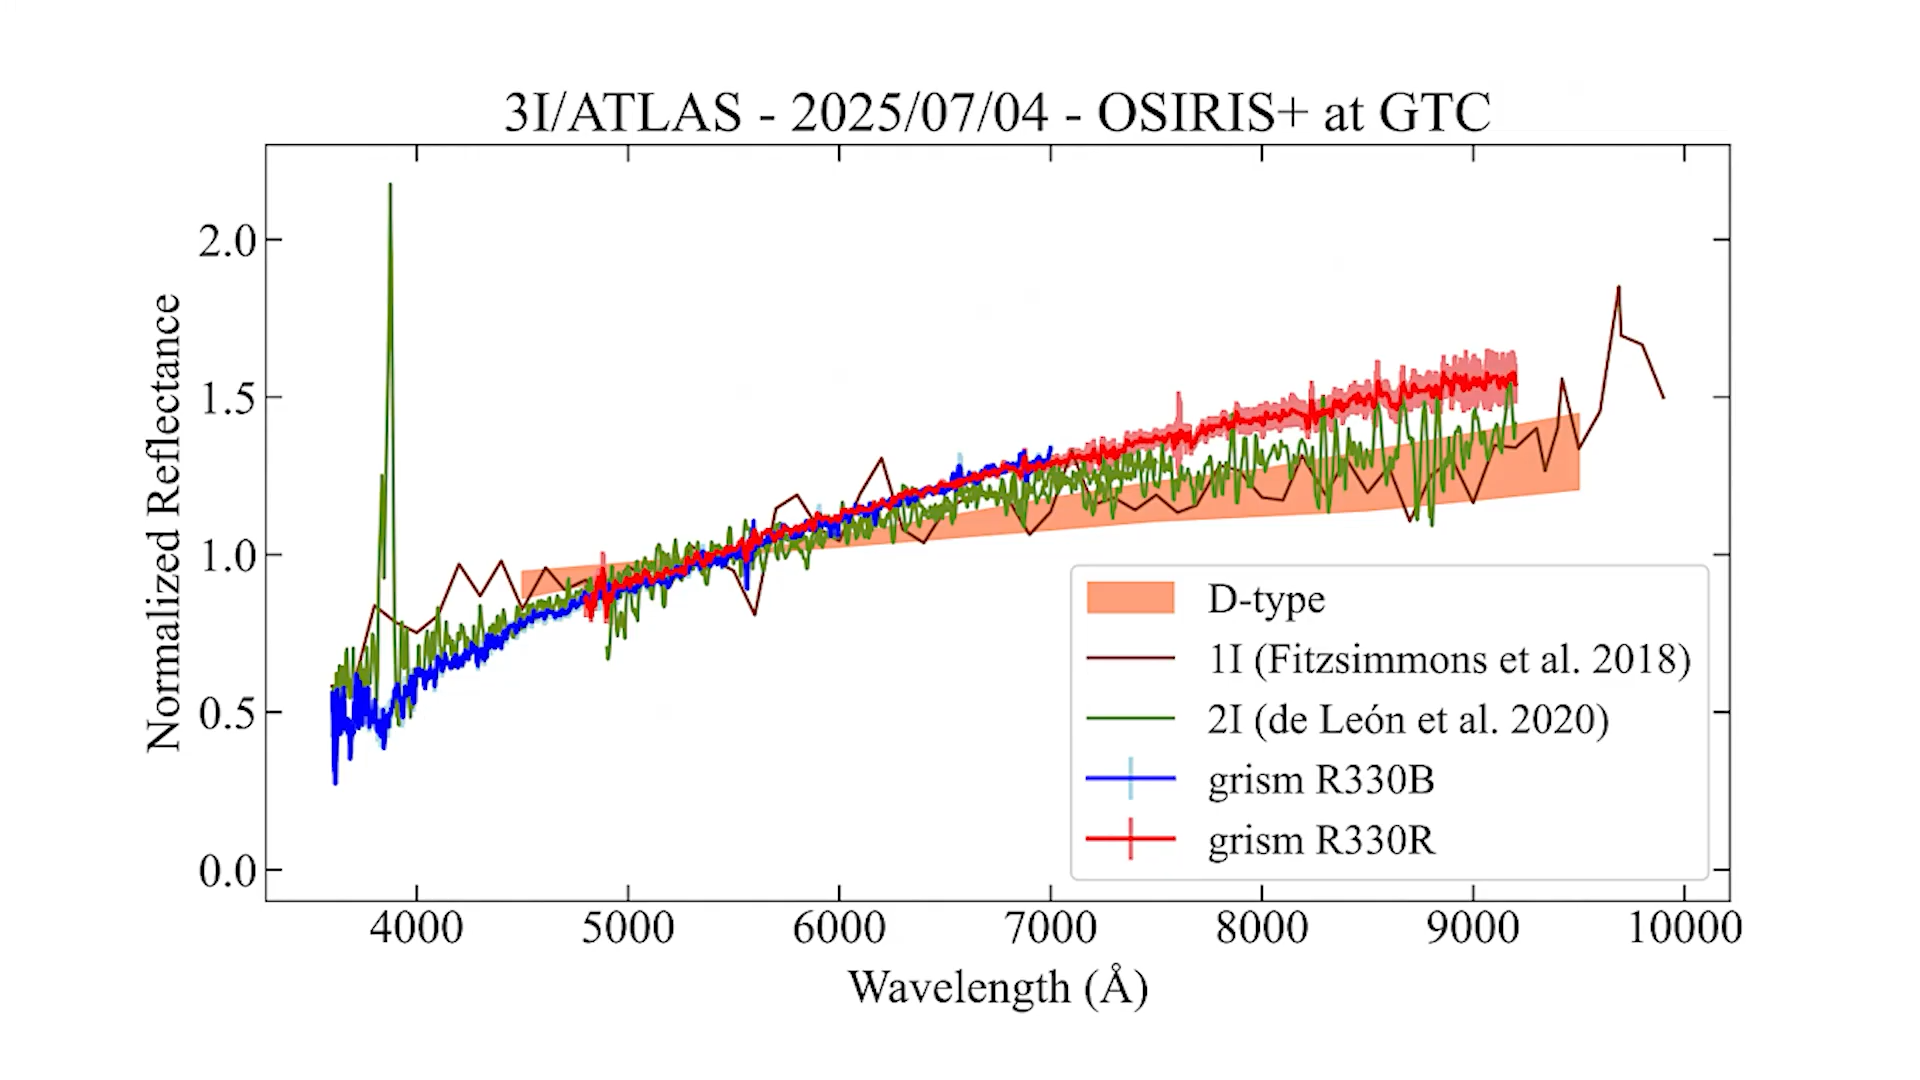 3I/ATLAS - 2025/07/04 - OSIRIS+ at GTC
Normalized Reflectance
2.0
1.5
1.0
0.5
0.0
D-type
1I (Fitzsimmons et al. 2018)
2I (de León et al. 2020)
grism R330B
grism R330R
4000 5000 6000 7000 8000 9000 10000
Wavelength (Å)